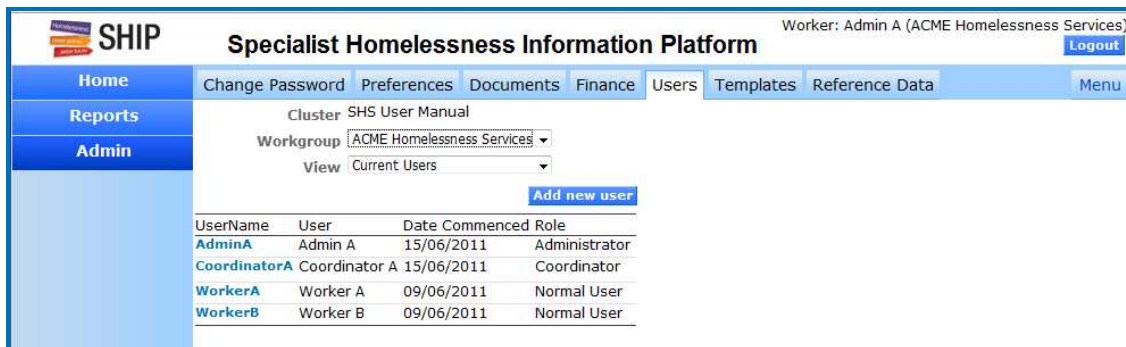 SHIP
Specialist Homelessness Information Platform
Worker: Admin A (ACME Homelessness Services)
Logout
Home
Reports
Admin
Change Password Preferences Documents Finance Users Templates Reference Data Menu
Cluster SHS User Manual
Workgroup ACME Homelessness Services
View Current Users
Add new user
UserName User Date Commenced Role
AdminA Admin A 15/06/2011 Administrator
CoordinatorA Coordinator A 15/06/2011 Coordinator
WorkerA Worker A 09/06/2011 Normal User
WorkerB Worker B 09/06/2011 Normal User